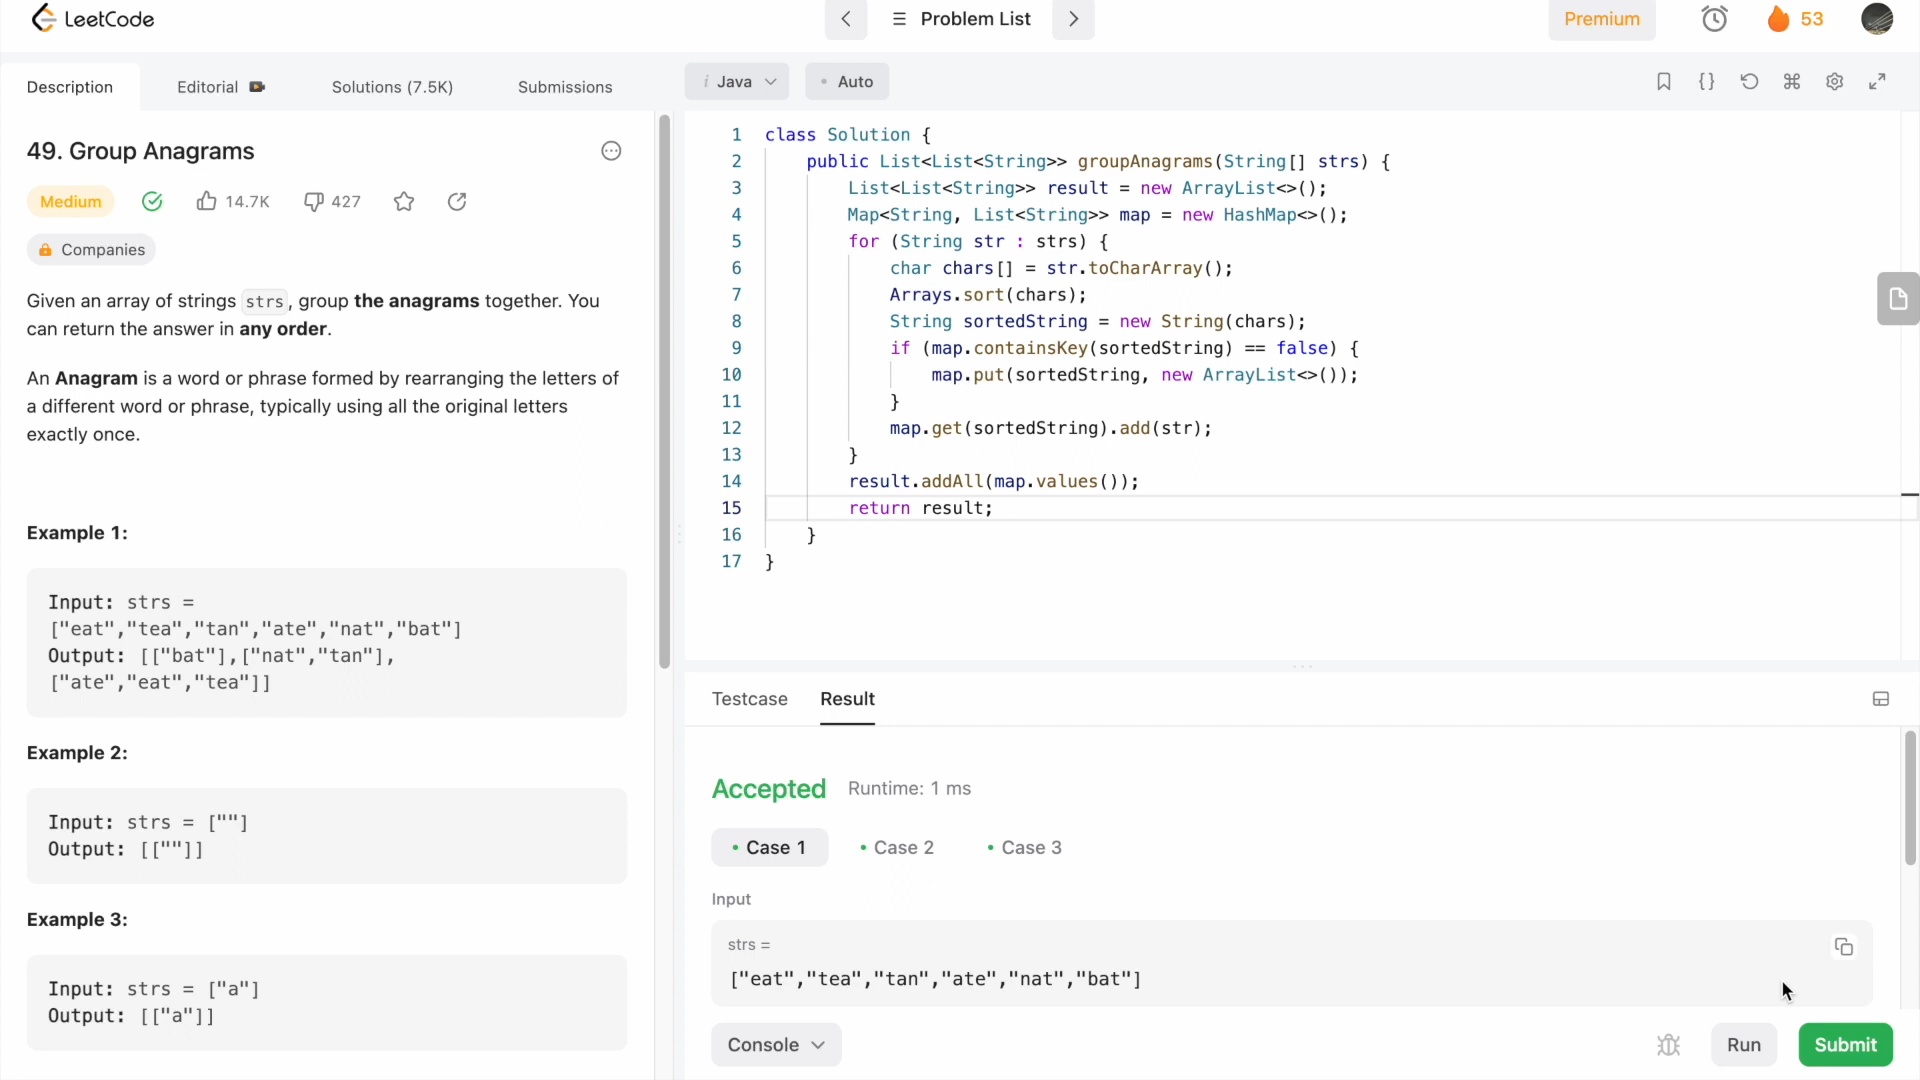 LeetCode
Problem List
Premium
53
Description
Editorial
Solutions (7.5K)
Submissions
49. Group Anagrams
Medium
14.7K
427
Companies
Given an array of strings strs, group the anagrams together. You
can return the answer in any order.
An Anagram is a word or phrase formed by rearranging the letters of
a different word or phrase, typically using all the original letters
exactly once.
Example 1:
Input: strs =
["eat","tea","tan","ate","nat","bat"]
Output: [["bat"],["nat","tan"],
["ate","eat","tea"]]
Example 2:
Input: strs = [""]
Output: [[""]]
Example 3:
Input: strs = ["a"]
Output: [["a"]]
i Java
• Auto
1 class Solution {
2 public List<List<String>> groupAnagrams(String[] strs) {
3 List<List<String>> result = new ArrayList<>();
4 Map<String, List<String>> map = new HashMap<>();
5 for (String str : strs) {
6 char chars[] = str.toCharArray();
7 Arrays.sort(chars);
8 String sortedString = new String(chars);
9 if (map.containsKey(sortedString) == false) {
10 map.put(sortedString, new ArrayList<>());
11 }
12 map.get(sortedString).add(str);
13 }
14 result.addAll(map.values());
15 return result;
16 }
17 }
Testcase
Result
Accepted
Runtime: 1 ms
• Case 1
• Case 2
• Case 3
Input
strs =
["eat","tea","tan","ate","nat","bat"]
Console
Run
Submit